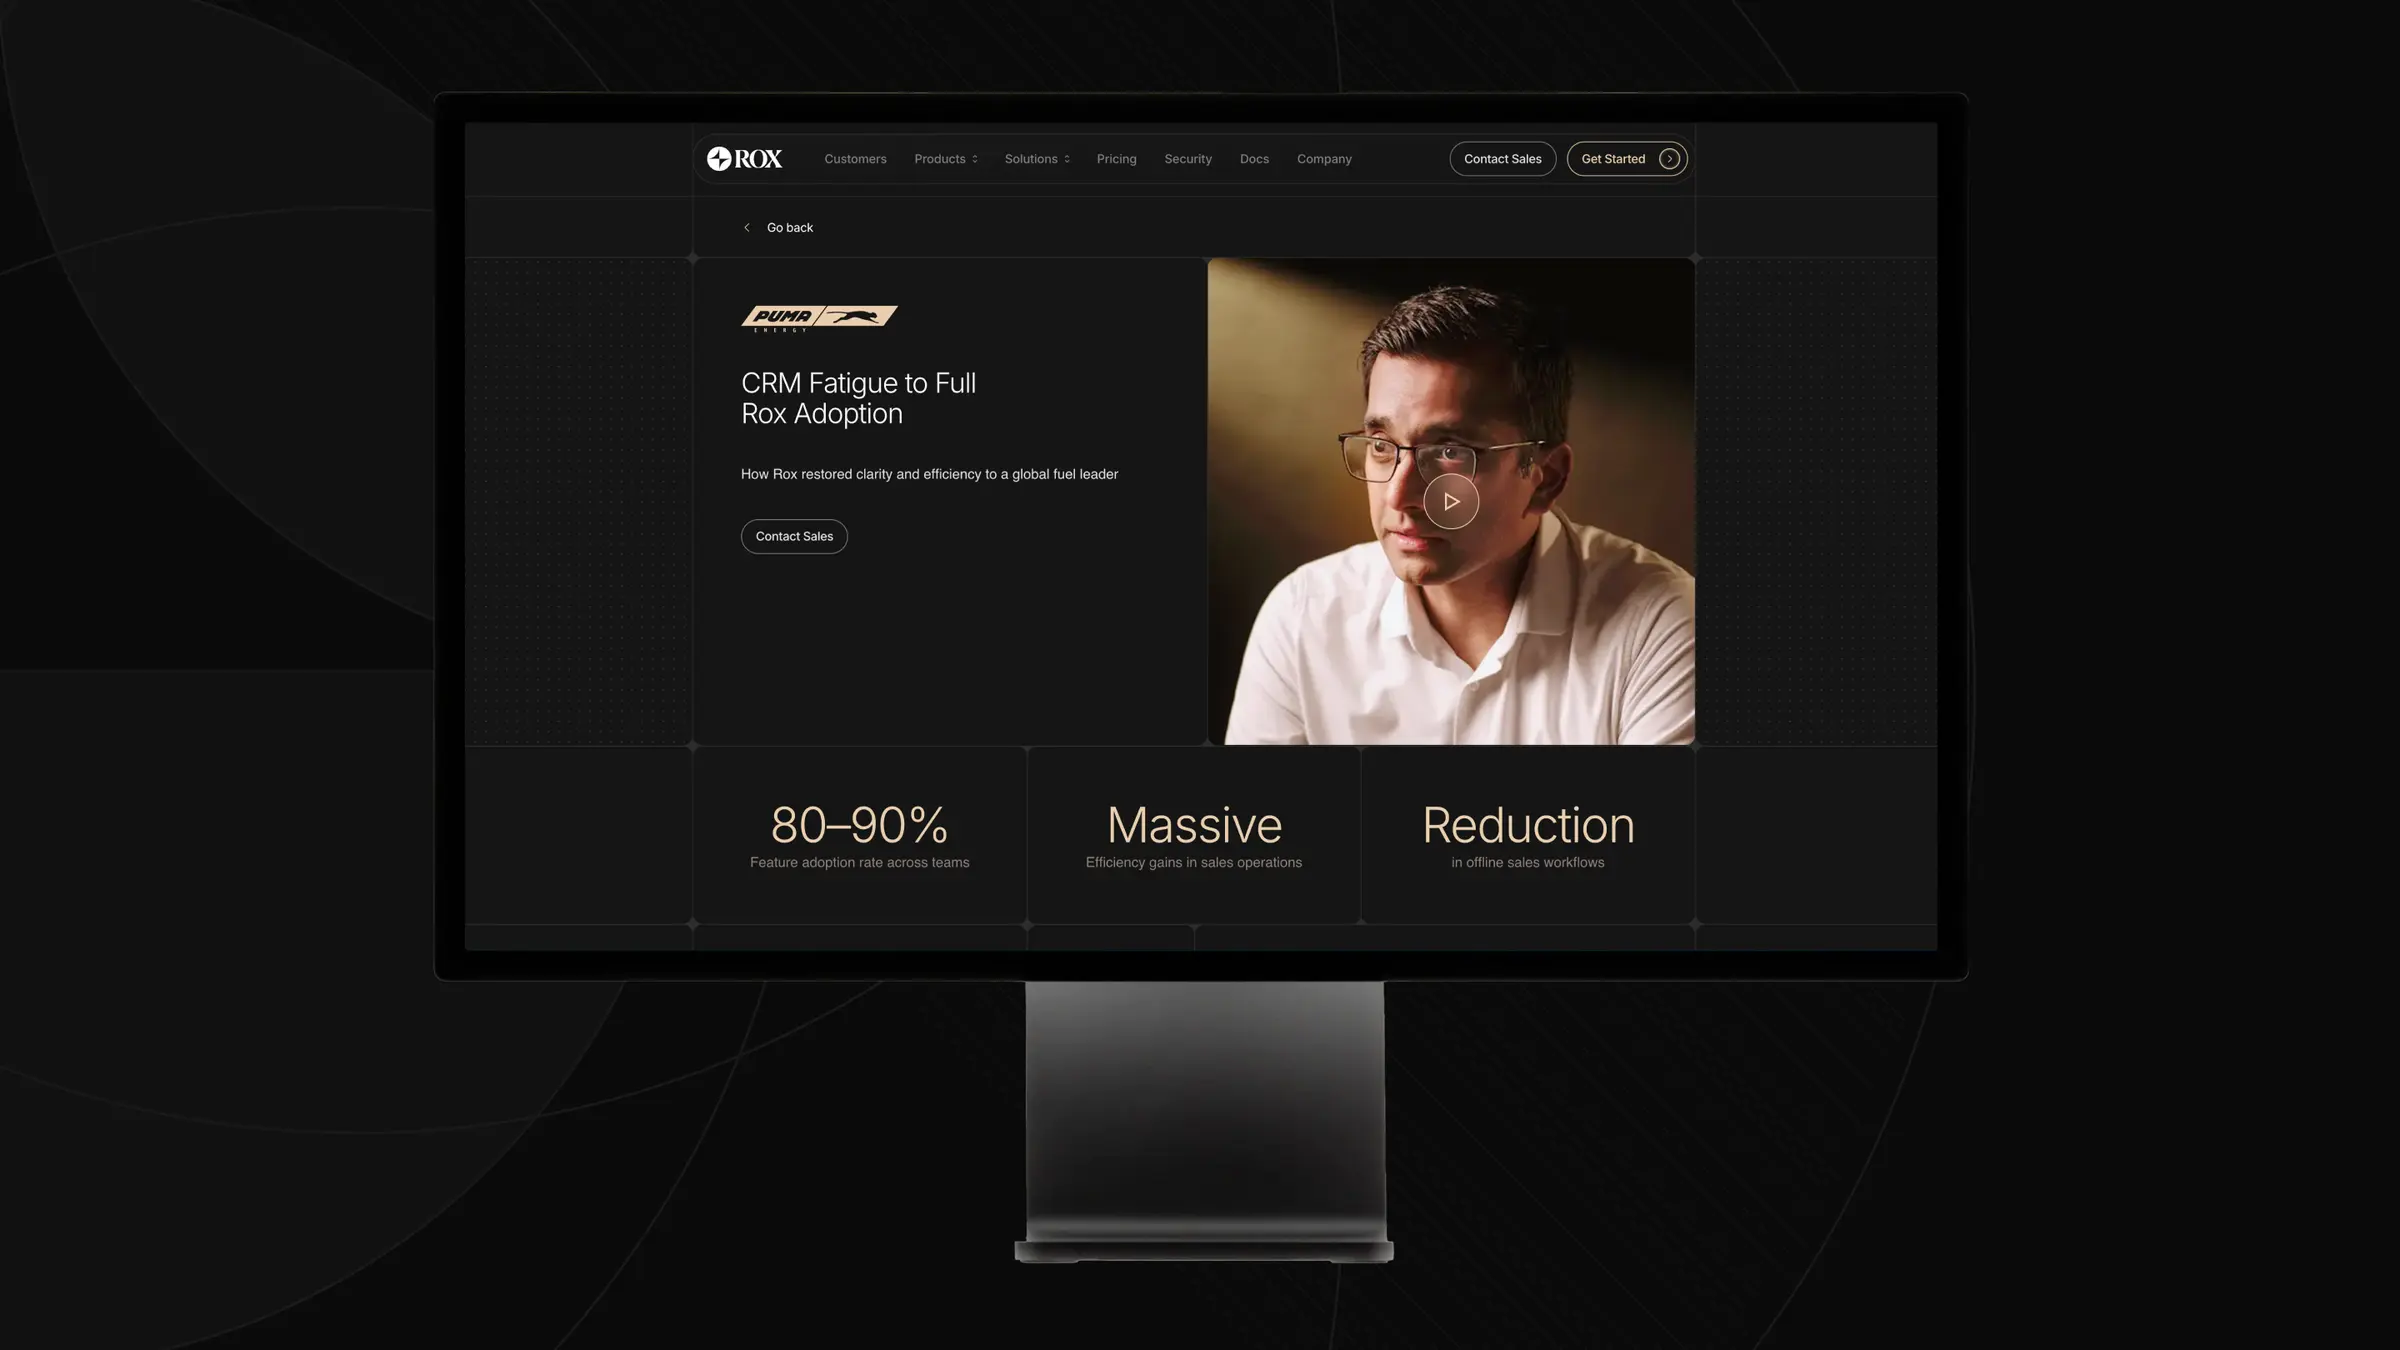 ROX
Customers
Products
Solutions
Pricing
Security
Docs
Company
Contact Sales
Get Started
Go back
PUMA
ENERGY
CRM Fatigue to Full
Rox Adoption
How Rox restored clarity and efficiency to a global fuel leader
Contact Sales
80–90%
Feature adoption rate across teams
Massive
Efficiency gains in sales operations
Reduction
in offline sales workflows